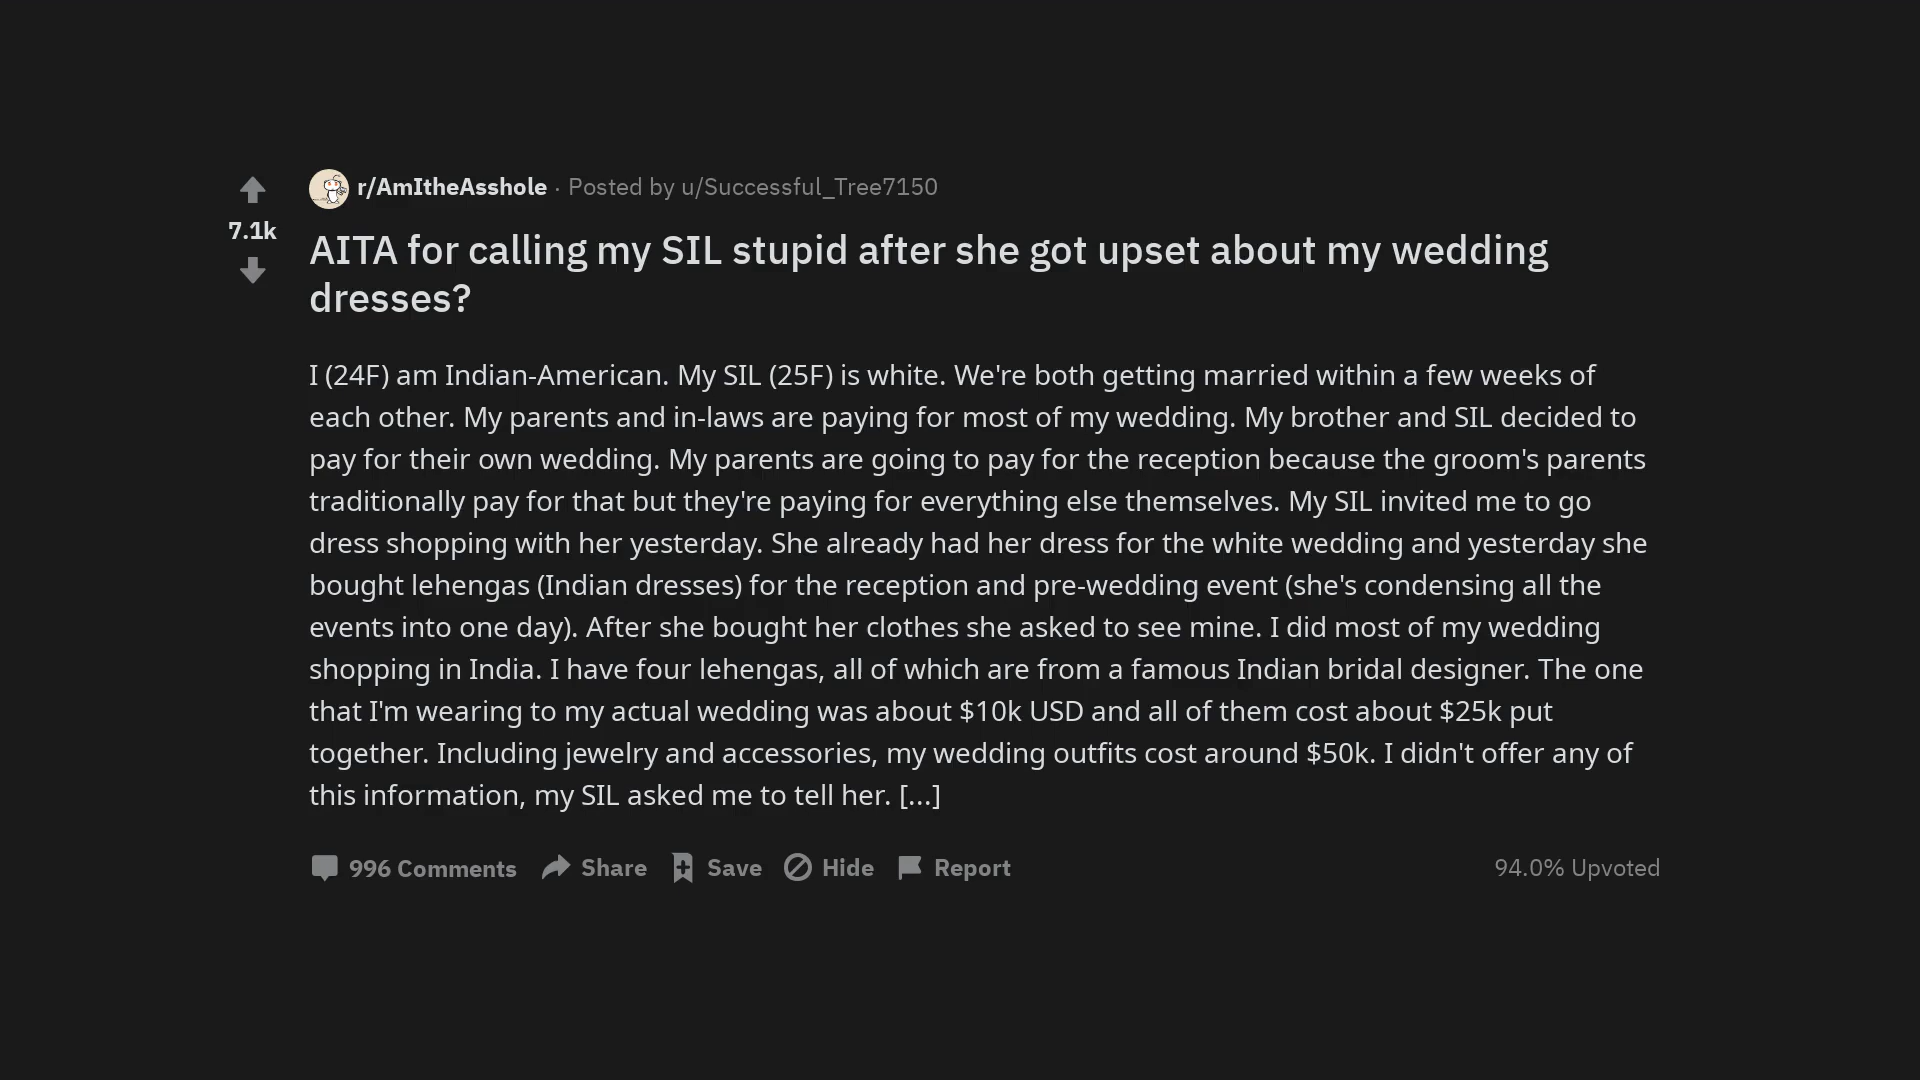 r/AmItheAsshole · Posted by u/Successful_Tree7150
7.1k
AITA for calling my SIL stupid after she got upset about my wedding
dresses?
I (24F) am Indian-American. My SIL (25F) is white. We're both getting married within a few weeks of
each other. My parents and in-laws are paying for most of my wedding. My brother and SIL decided to
pay for their own wedding. My parents are going to pay for the reception because the groom's parents
traditionally pay for that but they're paying for everything else themselves. My SIL invited me to go
dress shopping with her yesterday. She already had her dress for the white wedding and yesterday she
bought lehengas (Indian dresses) for the reception and pre-wedding event (she's condensing all the
events into one day). After she bought her clothes she asked to see mine. I did most of my wedding
shopping in India. I have four lehengas, all of which are from a famous Indian bridal designer. The one
that I'm wearing to my actual wedding was about $10k USD and all of them cost about $25k put
together. Including jewelry and accessories, my wedding outfits cost around $50k. I didn't offer any of
this information, my SIL asked me to tell her. [...]
996 Comments Share Save Hide Report 94.0% Upvoted